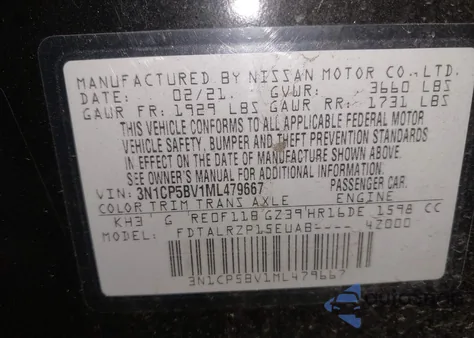 MANUFACTURED BY NISSAN MOTOR CO., LTD.
DATE: 02/21. GVWR: 3660 LBS
GAWR FR: 1929 LBS GAWR RR: 1731 LBS
THIS VEHICLE CONFORMS TO ALL APPLICABLE FEDERAL MOTOR
VEHICLE SAFETY, BUMPER AND THEFT PREVENTION STANDARDS
IN EFFECT ON THE DATE OF MANUFACTURE SHOWN ABOVE.
SEE OWNER'S MANUAL FOR ADDITIONAL INFORMATION.
VIN: 3N1CP5BV1ML479667 PASSENGER CAR.
COLOR TRIM TRANS AXLE ENGINE
KH3 G RE0F11B GZ39 HR16DE 1598 CC
MODEL: FDTALRZP15EUAB---- 4Z000
3N1CP5BV1ML479667